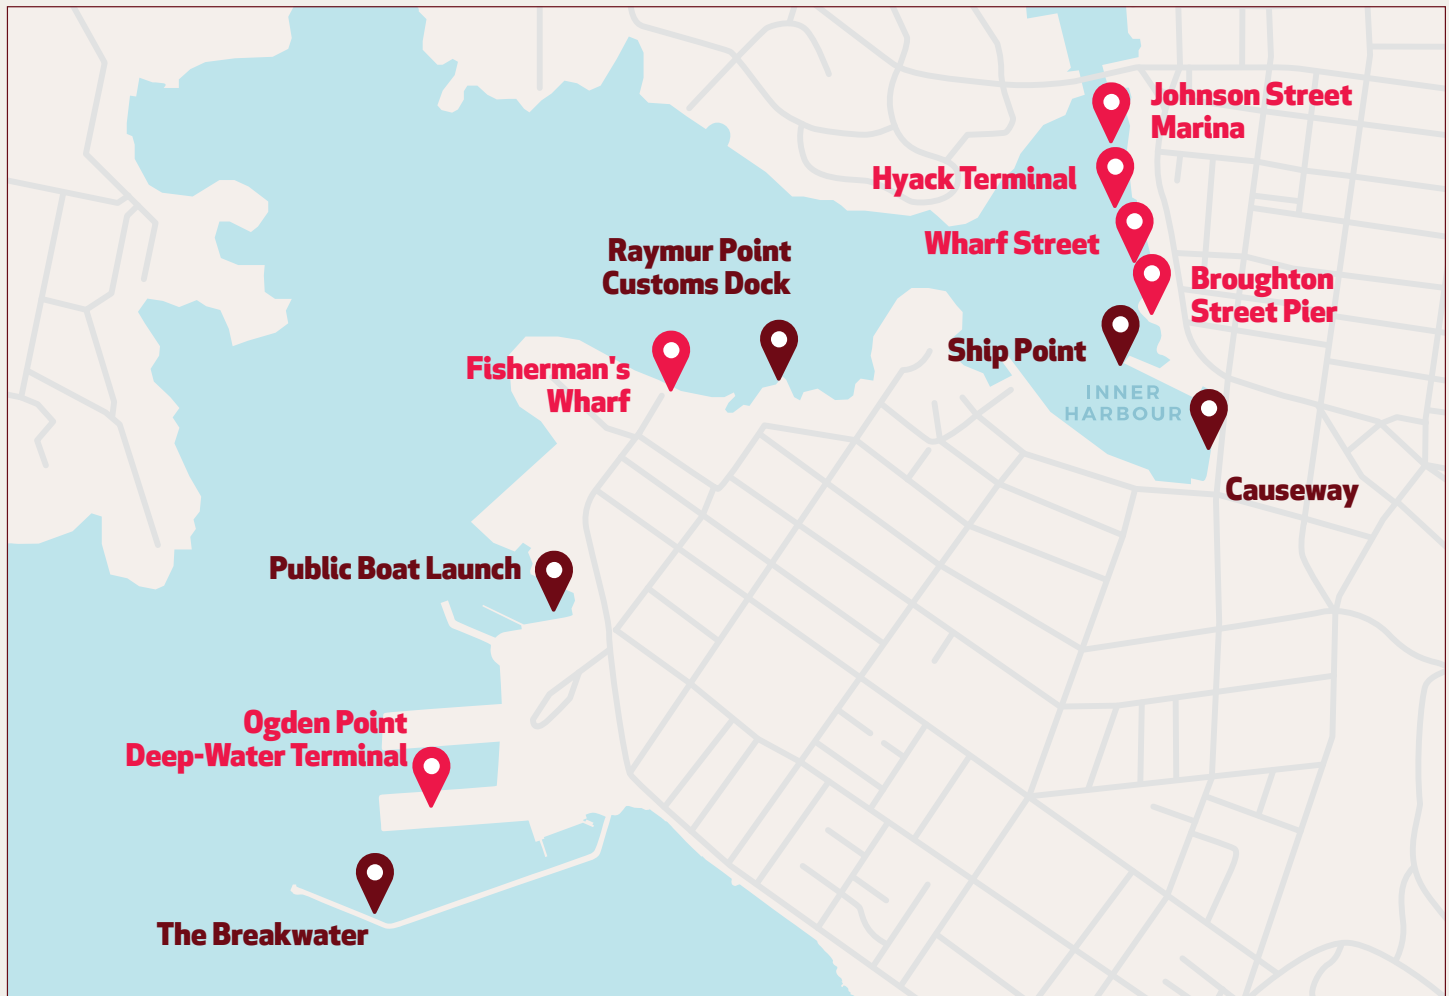 Johnson Street
Marina
Hyack Terminal
Wharf Street
Raymur Point
Customs Dock
Broughton
Street Pier
Ship Point
Fisherman's
Wharf
INNER
HARBOUR
Causeway
Public Boat Launch
Ogden Point
Deep-Water Terminal
The Breakwater